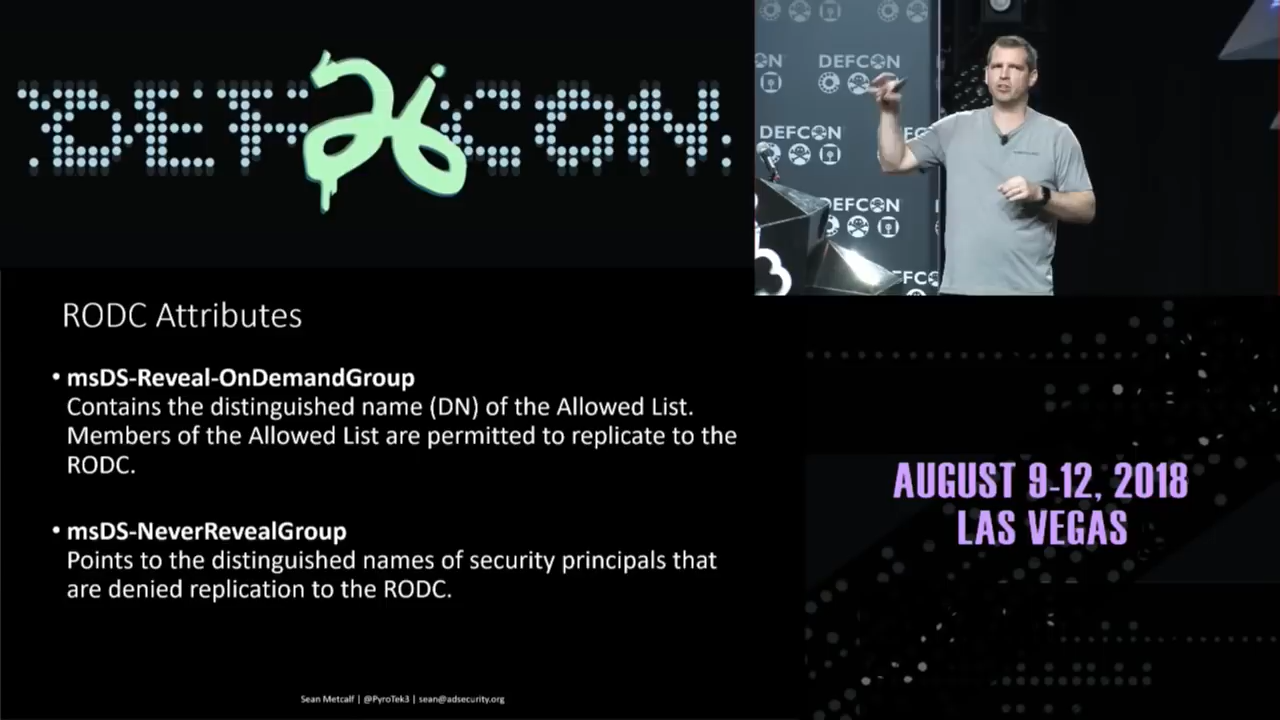 DEF 26 CON
DEFCON
DEFCON
DEFCON
RODC Attributes
• msDS-Reveal-OnDemandGroup
Contains the distinguished name (DN) of the Allowed List.
Members of the Allowed List are permitted to replicate to the
RODC.
• msDS-NeverRevealGroup
Points to the distinguished names of security principals that
are denied replication to the RODC.
AUGUST 9-12, 2018
LAS VEGAS
Sean Metcalf | @PyroTek3 | sean@adsecurity.org